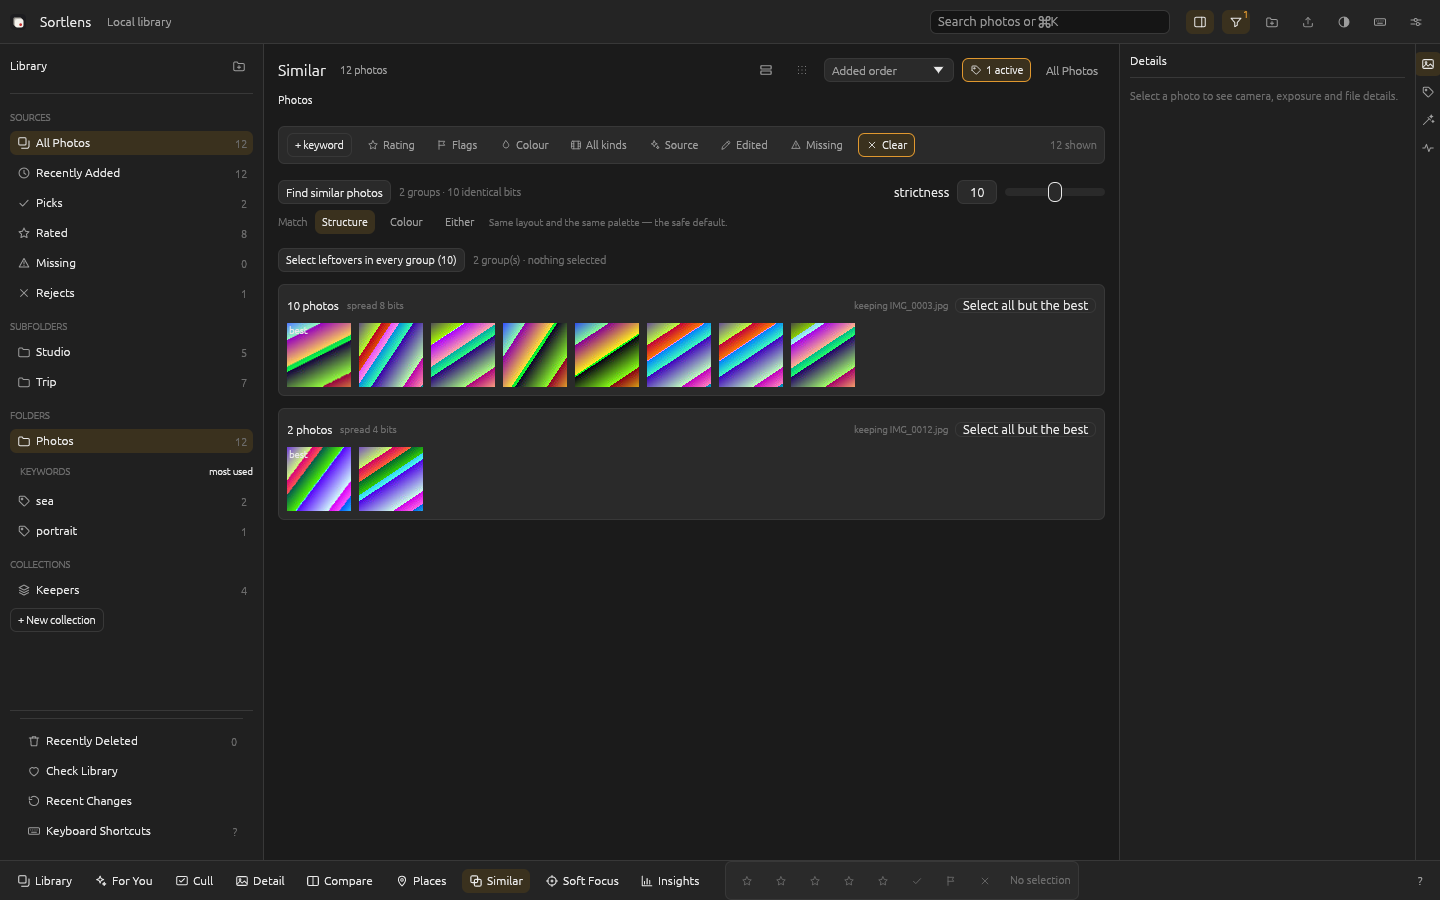 Sortlens Local library Search photos or ⌘K
Library
SOURCES
All Photos 12
Recently Added 12
Picks 2
Rated 8
Missing 0
Rejects 1
SUBFOLDERS
Studio 5
Trip 7
FOLDERS
Photos 12
KEYWORDS most used
sea 2
portrait 1
COLLECTIONS
Keepers 4
+ New collection
Recently Deleted 0
Check Library
Recent Changes
Keyboard Shortcuts ?
Similar 12 photos Added order 1 active All Photos
Photos
+ keyword Rating Flags Colour All kinds Source Edited Missing Clear 12 shown
Find similar photos 2 groups · 10 identical bits strictness 10
Match Structure Colour Either Same layout and the same palette — the safe default.
Select leftovers in every group (10) 2 group(s) · nothing selected
10 photos spread 8 bits keeping IMG_0003.jpg Select all but the best
best
2 photos spread 4 bits keeping IMG_0012.jpg Select all but the best
best
Details
Select a photo to see camera, exposure and file details.
Library For You Cull Detail Compare Places Similar Soft Focus Insights No selection ?